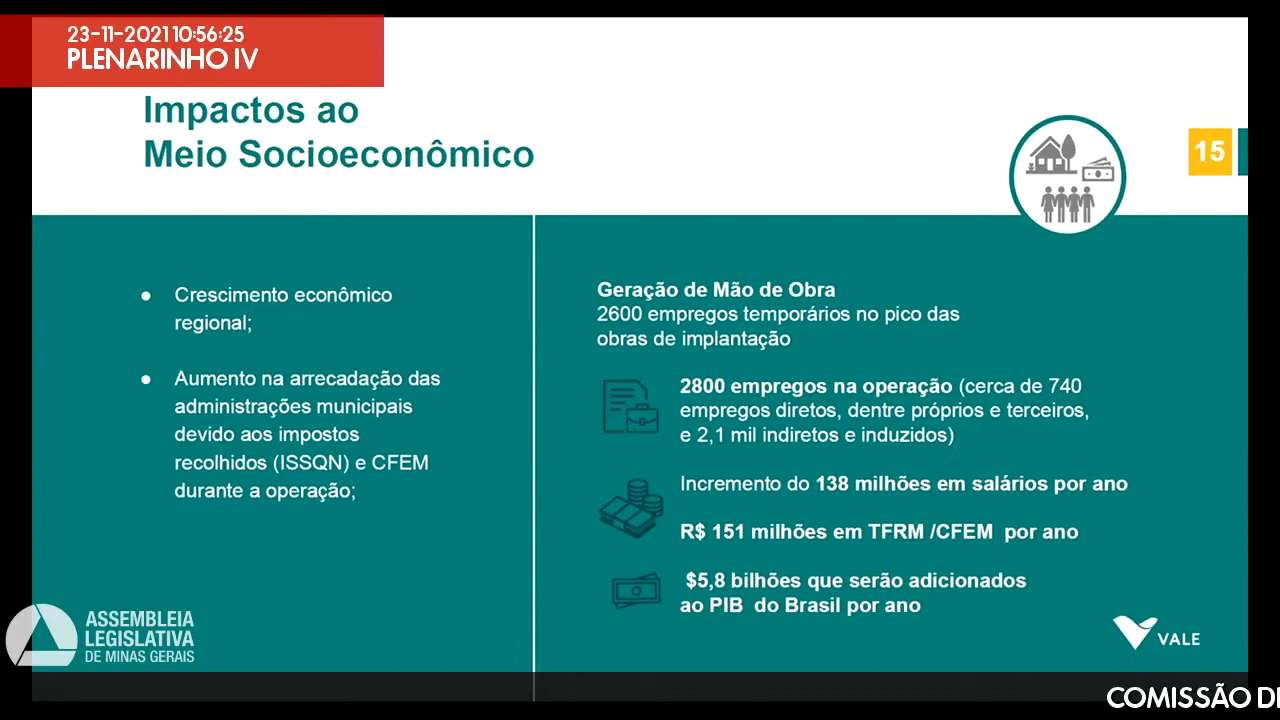 23-11-2021 10:56:25
PLENARINHO IV
Impactos ao
Meio Socioeconômico
15
● Crescimento econômico
regional;
● Aumento na arrecadação das
administrações municipais
devido aos impostos
recolhidos (ISSQN) e CFEM
durante a operação;
Geração de Mão de Obra
2600 empregos temporários no pico das
obras de implantação
2800 empregos na operação (cerca de 740
empregos diretos, dentre próprios e terceiros,
e 2,1 mil indiretos e induzidos)
Incremento do 138 milhões em salários por ano
R$ 151 milhões em TFRM /CFEM por ano
$5,8 bilhões que serão adicionados
ao PIB do Brasil por ano
ASSEMBLEIA
LEGISLATIVA
DE MINAS GERAIS
VALE
COMISSÃO